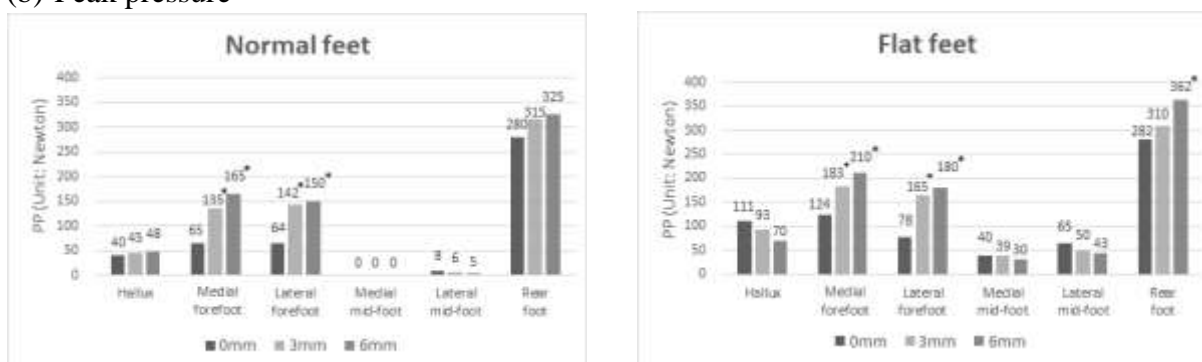 (b) Peak pressure
Normal feet
PP (Unit: Newton)
400
350
300
250
200
150
100
50
0
40 45 48
65 135* 165*
64 142* 150*
0 0 0
8 6 5
280 315 325
Hallux
Medial forefoot
Lateral forefoot
Medial mid-foot
Lateral mid-foot
Rear foot
0mm 3mm 6mm
Flat feet
PP (Unit: Newton)
400
350
300
250
200
150
100
50
0
111 93 70
124 183* 210*
78 165* 180*
40 39 30
65 50 43
282 310 362*
Hallux
Medial forefoot
Lateral forefoot
Medial mid-foot
Lateral mid-foot
Rear foot
0mm 3mm 6mm